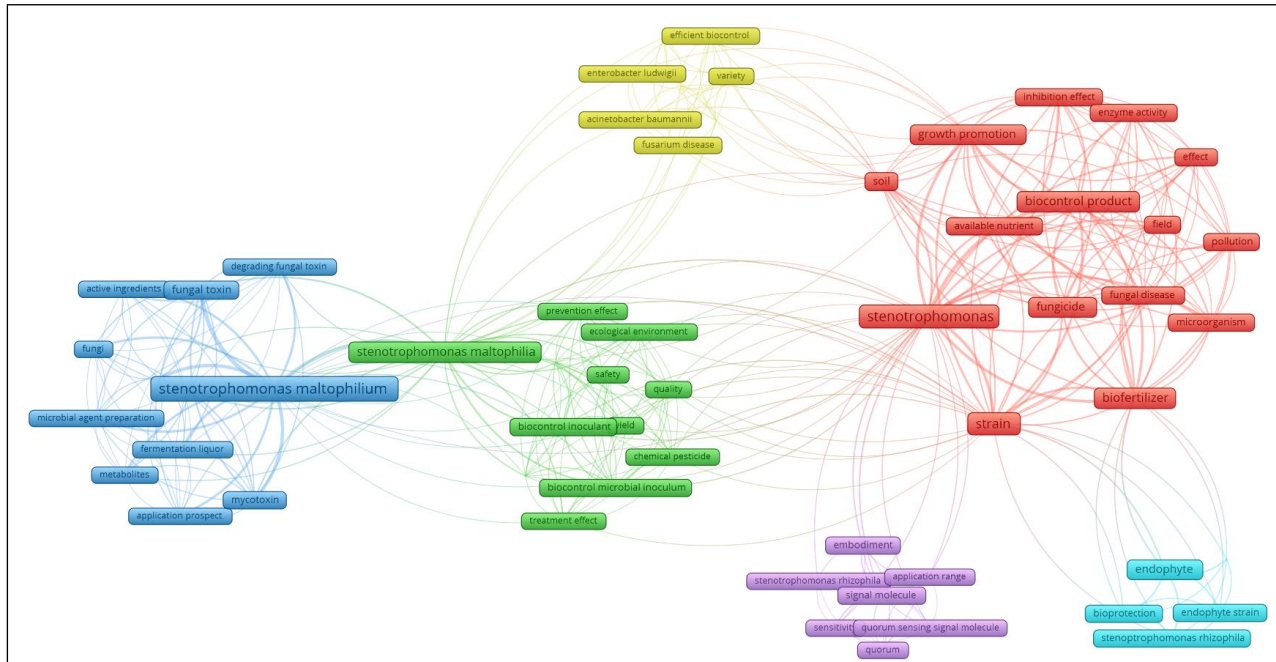 efficient biocontrol
enterobacter ludwigii
variety
acinetobacter baumannii
fusarium disease
inhibition effect
enzyme activity
growth promotion
effect
soil
biocontrol product
available nutrient
field
pollution
fungal disease
fungicide
stenotrophomonas
microorganism
biofertilizer
strain
degrading fungal toxin
active ingredients
fungal toxin
fungi
stenotrophomonas maltophilium
microbial agent preparation
fermentation liquor
metabolites
mycotoxin
application prospect
prevention effect
ecological environment
stenotrophomonas maltophilia
safety
quality
biocontrol inoculant
yield
chemical pesticide
biocontrol microbial inoculum
treatment effect
embodiment
stenotrophomonas rhizophila
application range
signal molecule
sensitivity
quorum sensing signal molecule
quorum
endophyte
bioprotection
endophyte strain
stenoptrophomonas rhizophila